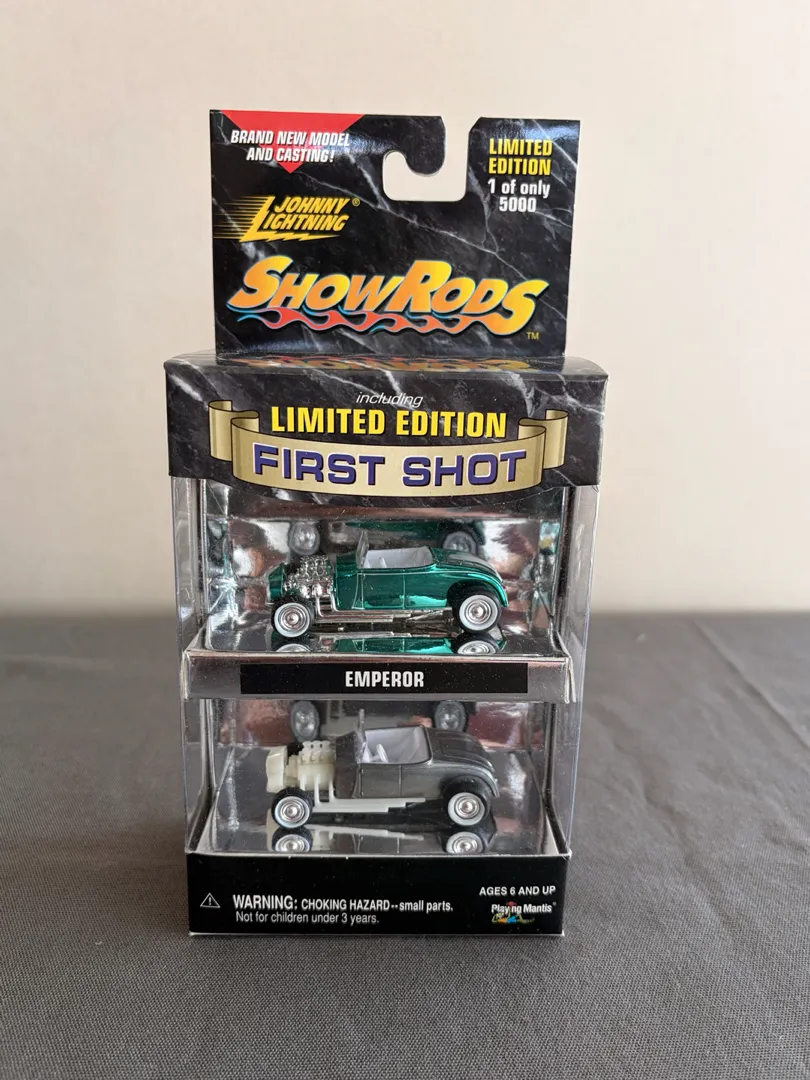 BRAND NEW MODEL
AND CASTING!
LIMITED
EDITION
1 of only
5000
JOHNNY
LIGHTNING®
SHOWRODS
™
including
LIMITED EDITION
FIRST SHOT
EMPEROR
AGES 6 AND UP
⚠ WARNING: CHOKING HAZARD--small parts.
Not for children under 3 years.
Playing Mantis®